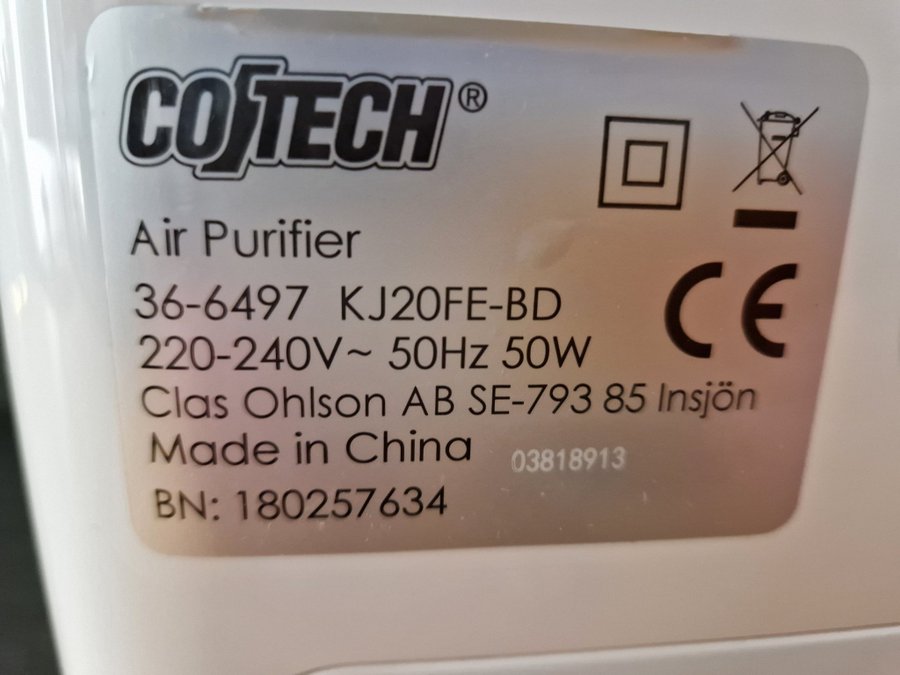 COTECH®
Air Purifier
36-6497 KJ20FE-BD
220-240V~ 50Hz 50W
Clas Ohlson AB SE-793 85 Insjön
Made in China 03818913
BN: 180257634
CE